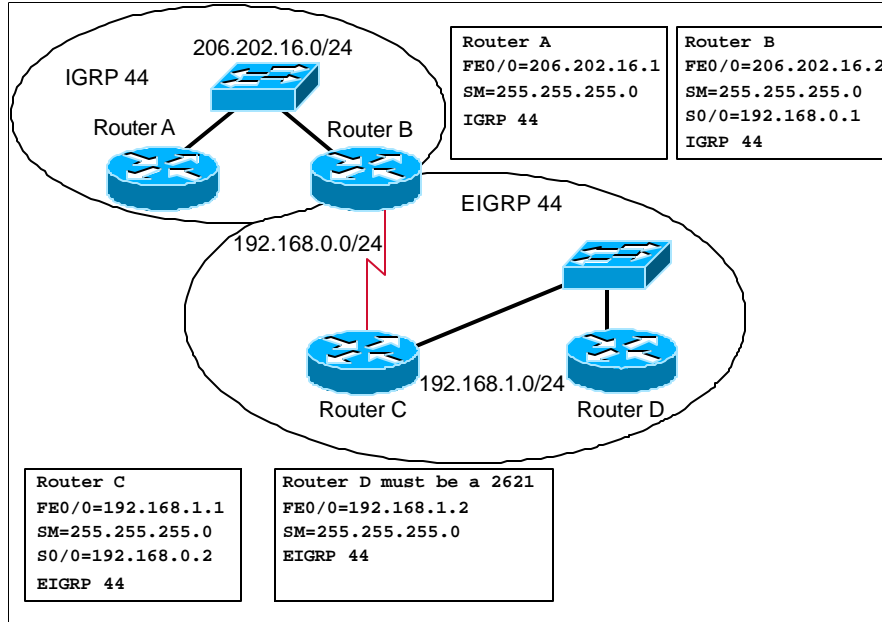 206.202.16.0/24
IGRP 44
Router A
Router B
Router A
FE0/0=206.202.16.1
SM=255.255.255.0
IGRP 44
Router B
FE0/0=206.202.16.2
SM=255.255.255.0
S0/0=192.168.0.1
IGRP 44
EIGRP 44
192.168.0.0/24
192.168.1.0/24
Router C
Router D
Router C
FE0/0=192.168.1.1
SM=255.255.255.0
S0/0=192.168.0.2
EIGRP 44
Router D must be a 2621
FE0/0=192.168.1.2
SM=255.255.255.0
EIGRP 44